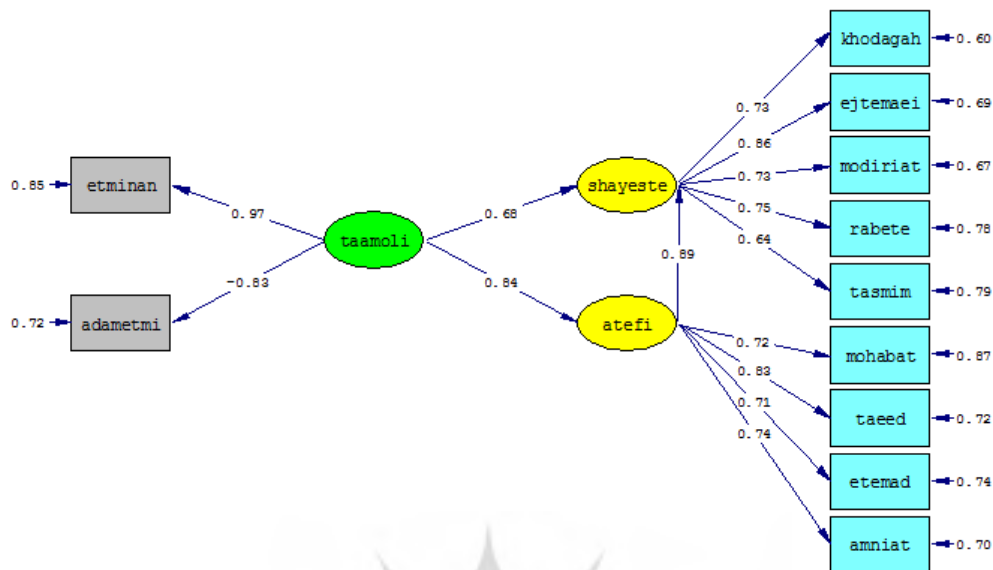 khodagah
0.60
ejtemaei
0.69
modiriat
0.67
rabete
0.78
tasmim
0.79
mohabat
0.87
taeed
0.72
etemad
0.74
amniat
0.70
0.73
0.86
0.73
0.75
0.64
shayeste
0.89
atefi
0.72
0.83
0.71
0.74
0.68
0.84
taamoli
0.97
-0.83
0.85
etminan
0.72
adametmi